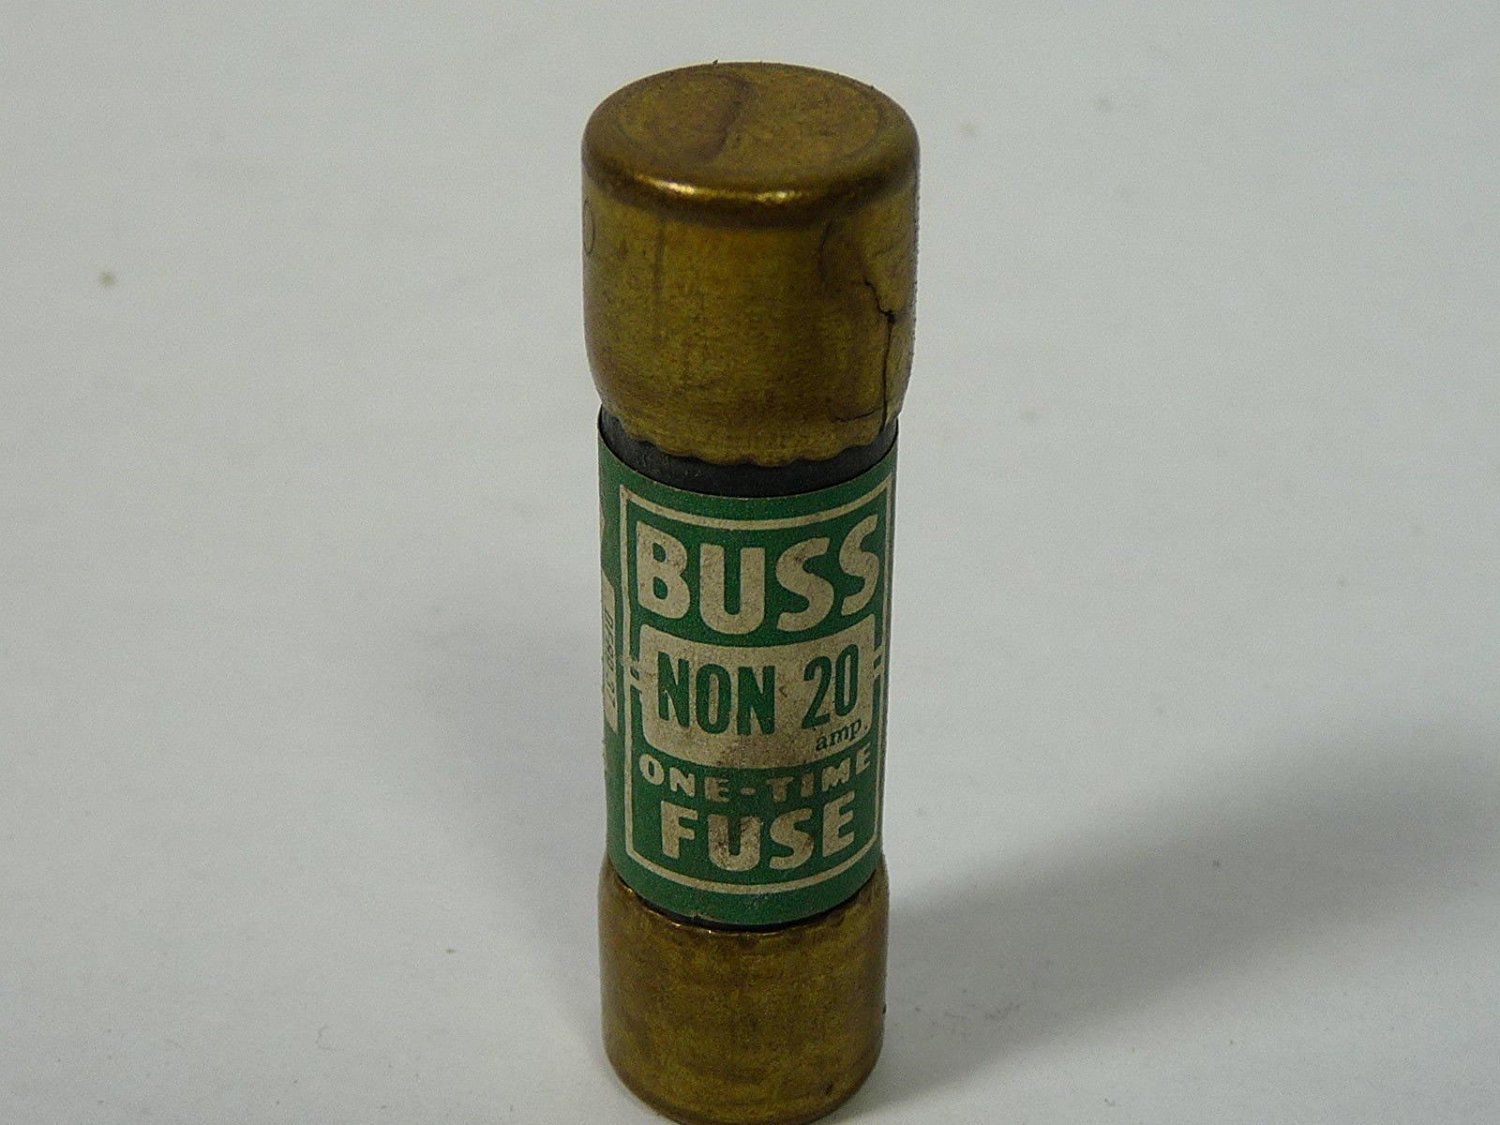 BUSS
NON 20
amp.
ONE-TIME
FUSE